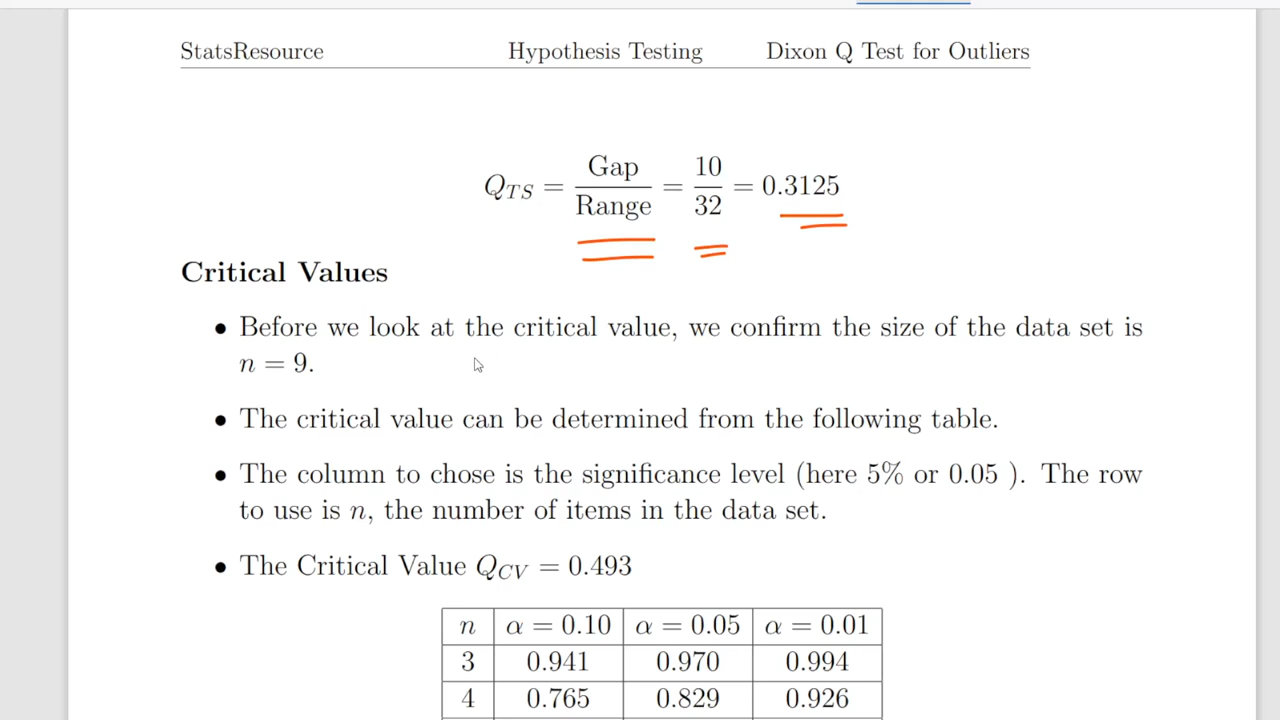 StatsResource Hypothesis Testing Dixon Q Test for Outliers
Q_TS = Gap/Range = 10/32 = 0.3125
Critical Values
• Before we look at the critical value, we confirm the size of the data set is
n = 9.
• The critical value can be determined from the following table.
• The column to chose is the significance level (here 5% or 0.05 ). The row
to use is n, the number of items in the data set.
• The Critical Value Q_CV = 0.493
n α = 0.10 α = 0.05 α = 0.01
3 0.941 0.970 0.994
4 0.765 0.829 0.926